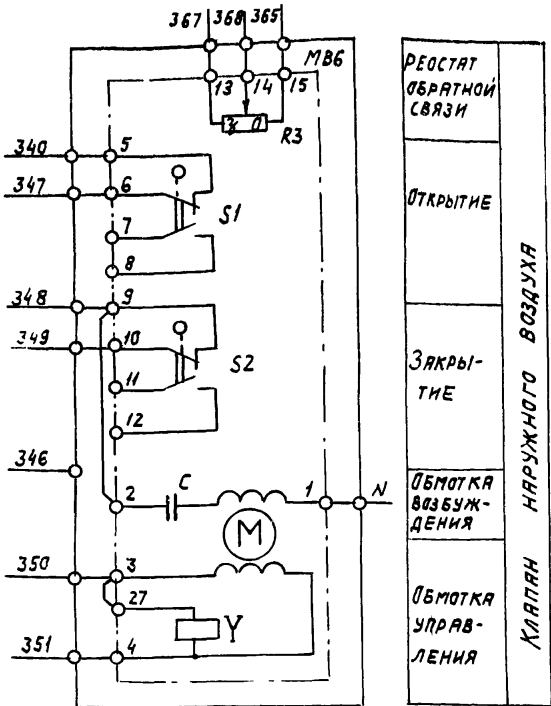 367 368 365
МВ6
13 14 15
З О
R3
340 5
347 6
S1
7
8
348 9
349 10
S2
11
12
346
2 C 1 N
M
350 3
27
Y
351 4
РЕОСТАТ
ОБРАТНОЙ
СВЯЗИ
ОТКРЫТИЕ
ЗАКРЫ-
ТИЕ
ОБМОТКА
ВОЗБУЖ-
ДЕНИЯ
ОБМОТКА
УПРАВ-
ЛЕНИЯ
КЛАПАН НАРУЖНОГО ВОЗДУХА